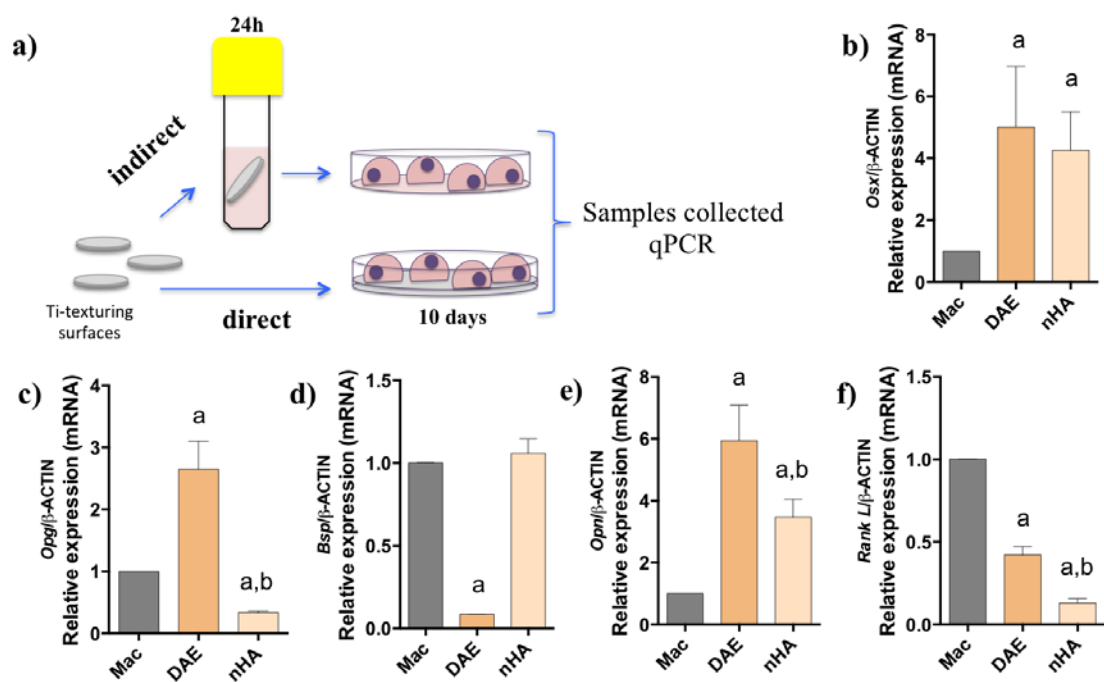 a)
24h
indirect
Ti-texturing
surfaces
direct
10 days
Samples collected
qPCR
b)
Osx/β-ACTIN
Relative expression (mRNA)
8
6
4
2
0
a
a
Mac
DAE
nHA
c)
Opg/β-ACTIN
Relative expression (mRNA)
4
3
2
1
0
a
a,b
Mac
DAE
nHA
d)
Bsp/β-ACTIN
Relative expression (mRNA)
1.5
1.0
0.5
0.0
a
Mac
DAE
nHA
e)
Opn/β-ACTIN
Relative expression (mRNA)
8
6
4
2
0
a
a,b
Mac
DAE
nHA
f)
Rank L/β-ACTIN
Relative expression (mRNA)
1.5
1.0
0.5
0.0
a
a,b
Mac
DAE
nHA